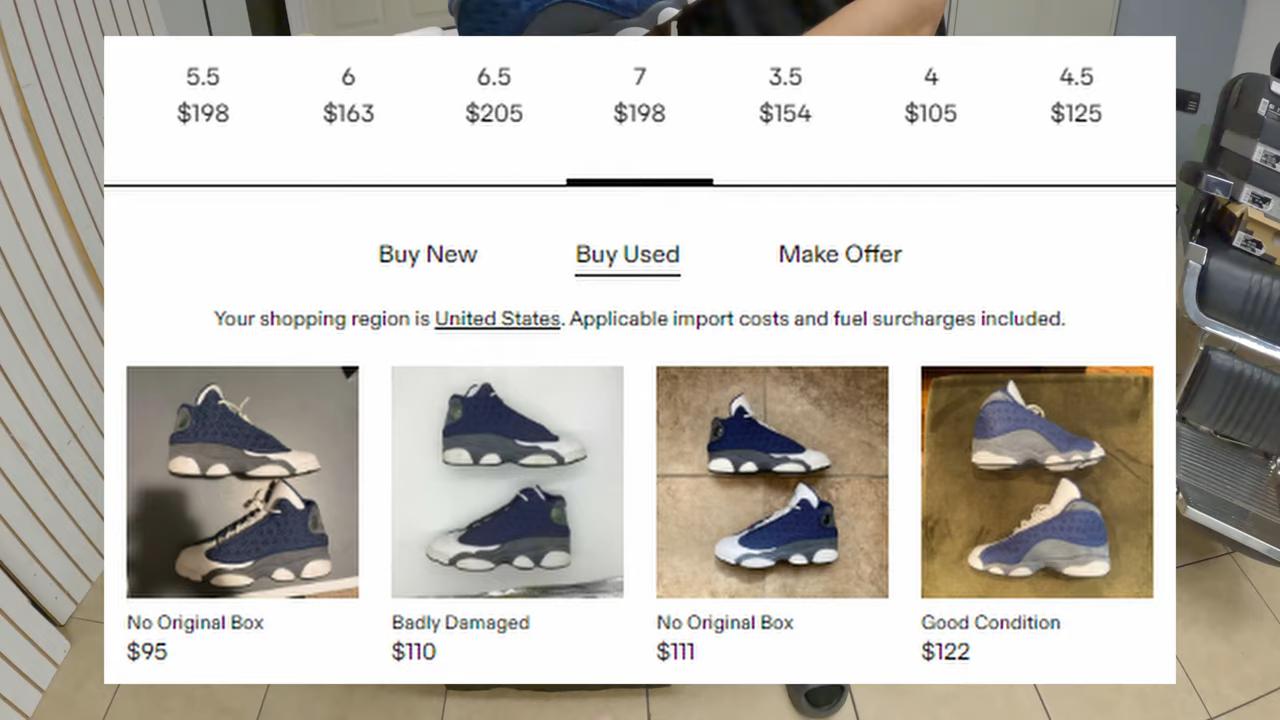 5.5 6 6.5 7 3.5 4 4.5
$198 $163 $205 $198 $154 $105 $125
Buy New Buy Used Make Offer
Your shopping region is United States. Applicable import costs and fuel surcharges included.
No Original Box Badly Damaged No Original Box Good Condition
$95 $110 $111 $122